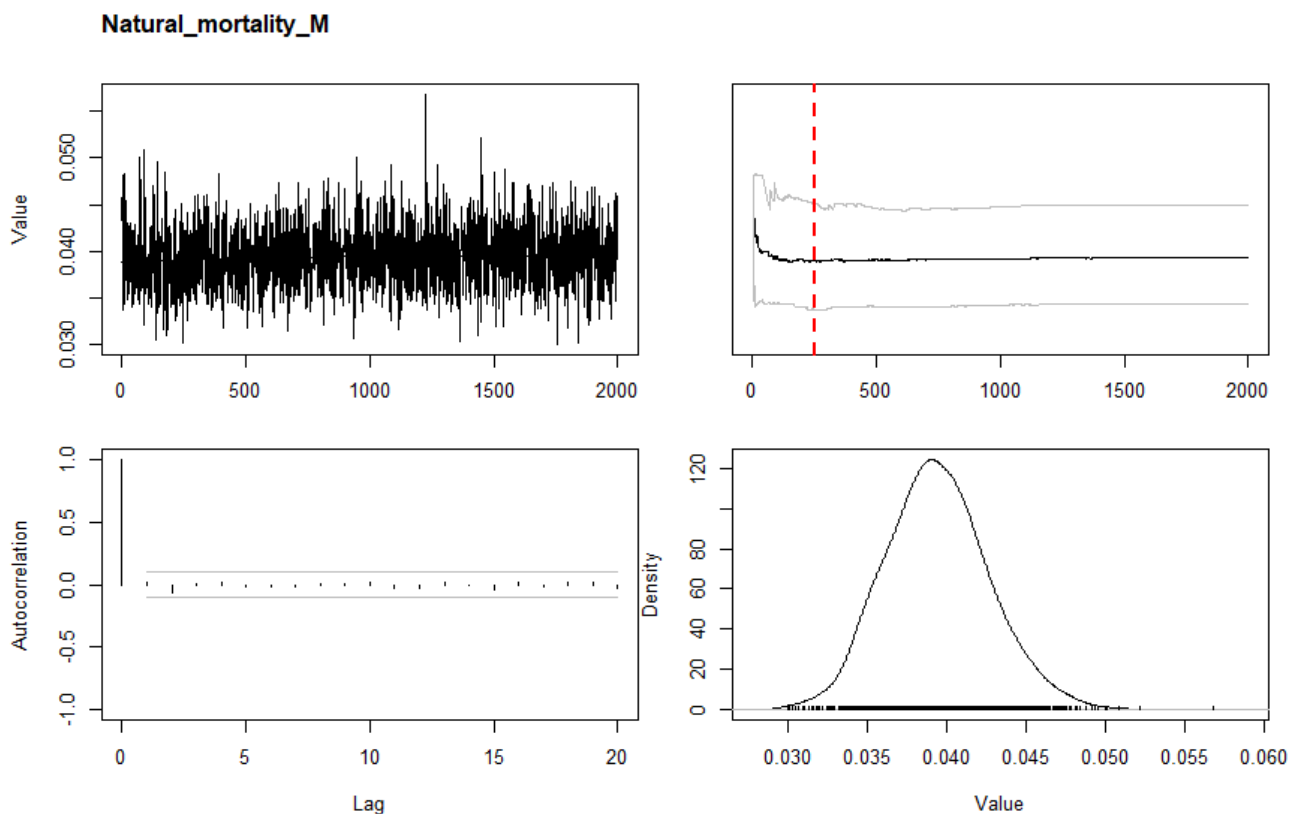 Natural_mortality_M
Value
0.030 0.040 0.050
0 500 1000 1500 2000
0 500 1000 1500 2000
Autocorrelation
-1.0 -0.5 0.0 0.5 1.0
0 5 10 15 20
Lag
Density
0 20 40 60 80 120
0.030 0.035 0.040 0.045 0.050 0.055 0.060
Value